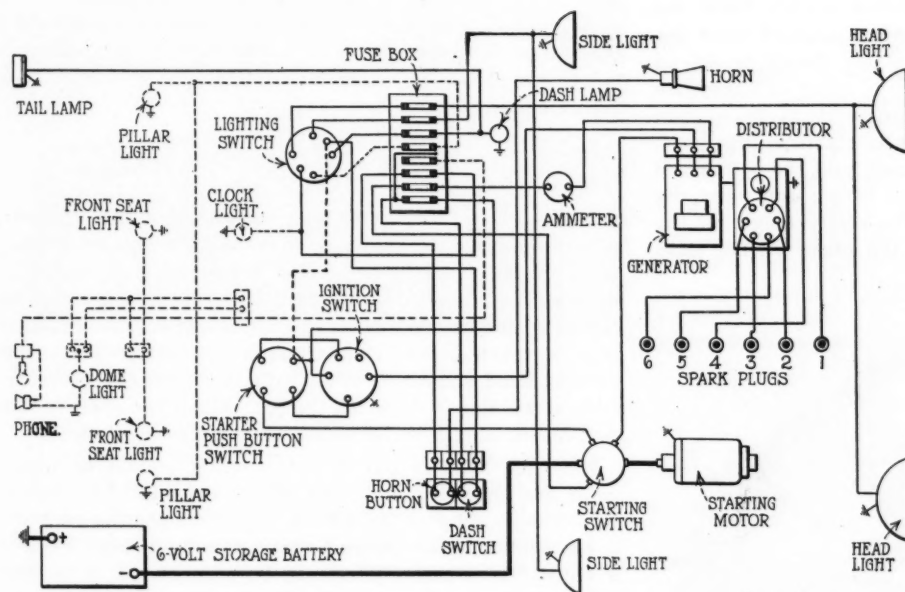 FUSE BOX
SIDE LIGHT
HEAD
LIGHT
HORN
TAIL LAMP
DASH LAMP
PILLAR
LIGHT
LIGHTING
SWITCH
DISTRIBUTOR
FRONT SEAT
LIGHT
CLOCK
LIGHT
AMMETER
GENERATOR
IGNITION
SWITCH
6 5 4 3 2 1
SPARK PLUGS
DOME
LIGHT
PHONE.
FRONT
SEAT LIGHT
STARTER
PUSH BUTTON
SWITCH
PILLAR
LIGHT
HORN
BUTTON
DASH
SWITCH
STARTING
SWITCH
STARTING
MOTOR
HEAD
LIGHT
+
6-VOLT STORAGE BATTERY
-
SIDE LIGHT